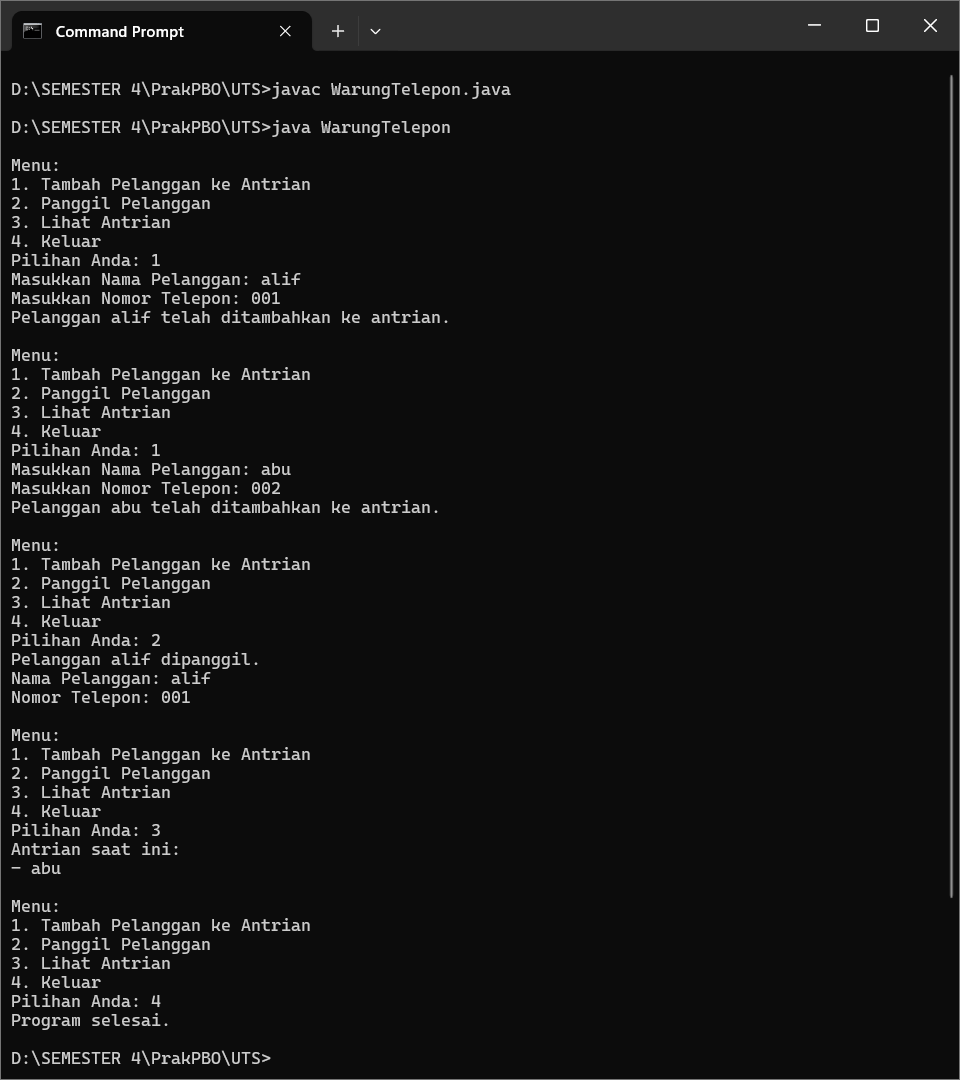 Command Prompt
D:\SEMESTER 4\PrakPBO\UTS>javac WarungTelepon.java
D:\SEMESTER 4\PrakPBO\UTS>java WarungTelepon
Menu:
1. Tambah Pelanggan ke Antrian
2. Panggil Pelanggan
3. Lihat Antrian
4. Keluar
Pilihan Anda: 1
Masukkan Nama Pelanggan: alif
Masukkan Nomor Telepon: 001
Pelanggan alif telah ditambahkan ke antrian.
Menu:
1. Tambah Pelanggan ke Antrian
2. Panggil Pelanggan
3. Lihat Antrian
4. Keluar
Pilihan Anda: 1
Masukkan Nama Pelanggan: abu
Masukkan Nomor Telepon: 002
Pelanggan abu telah ditambahkan ke antrian.
Menu:
1. Tambah Pelanggan ke Antrian
2. Panggil Pelanggan
3. Lihat Antrian
4. Keluar
Pilihan Anda: 2
Pelanggan alif dipanggil.
Nama Pelanggan: alif
Nomor Telepon: 001
Menu:
1. Tambah Pelanggan ke Antrian
2. Panggil Pelanggan
3. Lihat Antrian
4. Keluar
Pilihan Anda: 3
Antrian saat ini:
- abu
Menu:
1. Tambah Pelanggan ke Antrian
2. Panggil Pelanggan
3. Lihat Antrian
4. Keluar
Pilihan Anda: 4
Program selesai.
D:\SEMESTER 4\PrakPBO\UTS>